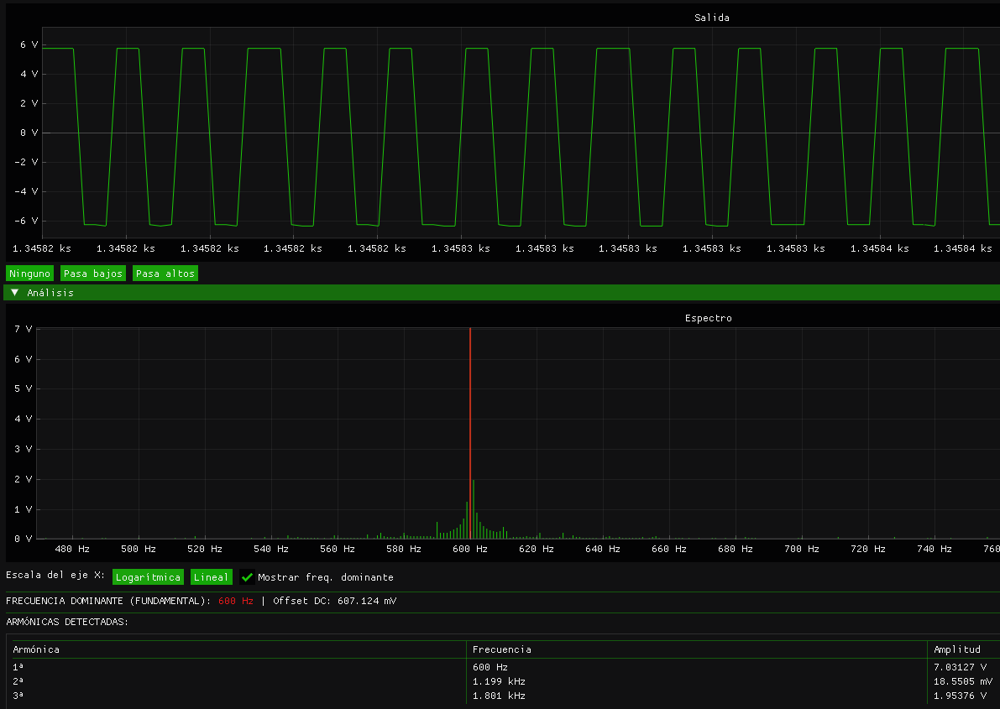 Salida
6 V
4 V
2 V
0 V
-2 V
-4 V
-6 V
1.34582 ks 1.34582 ks 1.34582 ks 1.34582 ks 1.34582 ks 1.34583 ks 1.34583 ks 1.34583 ks 1.34583 ks 1.34583 ks 1.34584 ks 1.34584 ks
Ninguno Pasa bajos Pasa altos
▼ Análisis
Espectro
7 V
6 V
5 V
4 V
3 V
2 V
1 V
0 V
480 Hz 500 Hz 520 Hz 540 Hz 560 Hz 580 Hz 600 Hz 620 Hz 640 Hz 660 Hz 680 Hz 700 Hz 720 Hz 740 Hz 760
Escala del eje X: Logarítmica Lineal ✓ Mostrar freq. dominante
FRECUENCIA DOMINANTE (FUNDAMENTAL): 600 Hz | Offset DC: 607.124 mV
ARMÓNICAS DETECTADAS:
Armónica Frecuencia Amplitud
1ª 600 Hz 7.03127 V
2ª 1.199 kHz 18.5505 mV
3ª 1.801 kHz 1.95376 V